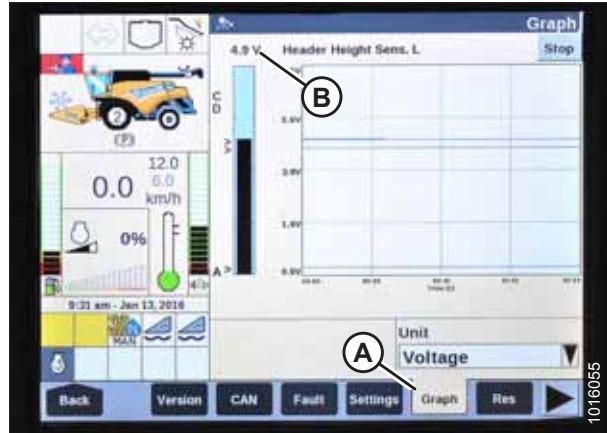 Graph
4.9 V
Header Height Sens. L
Stop
B
C
D
2
(P)
12.0
6.0
0.0
km/h
0%
A
9:31 am - Jan 13, 2016
MAN
Unit
A
Voltage
Back
Version
CAN
Fault
Settings
Graph
Res
1016055